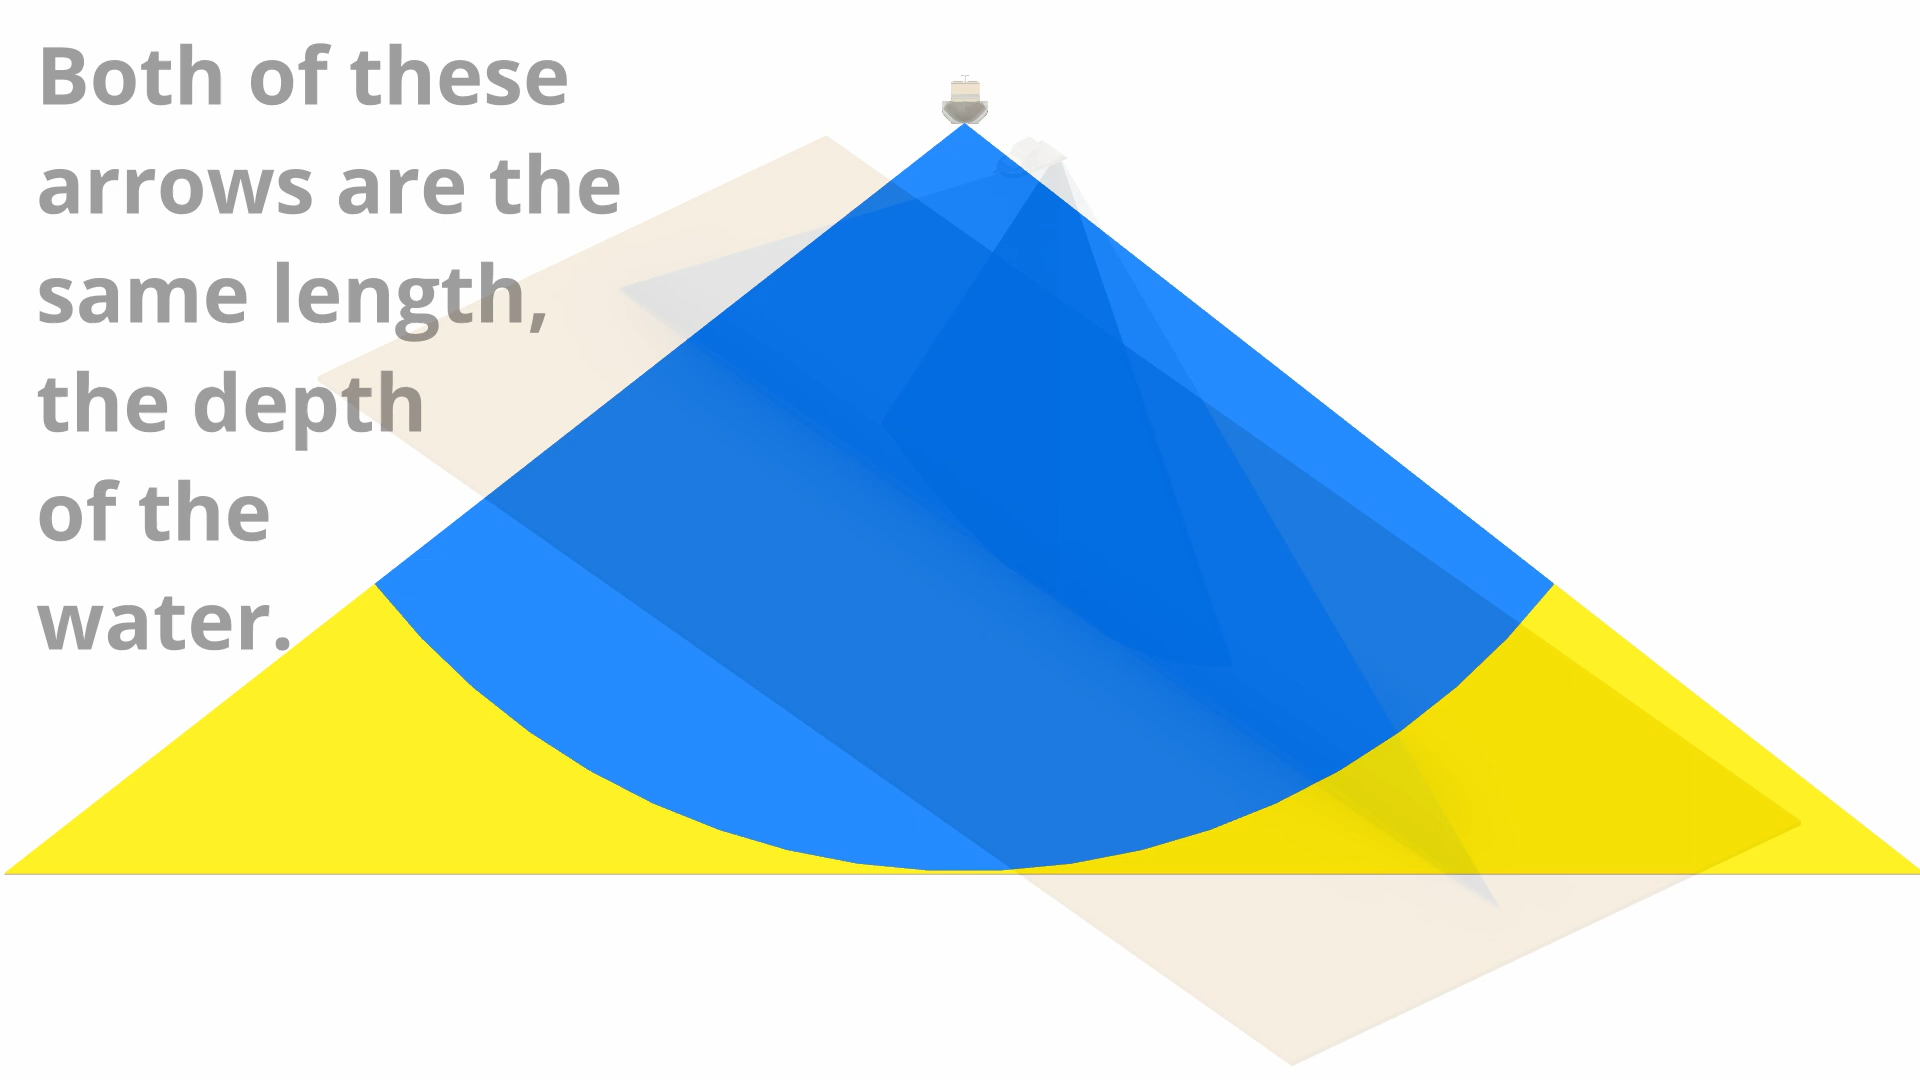 Both of these
arrows are the
same length,
the depth
of the
water.